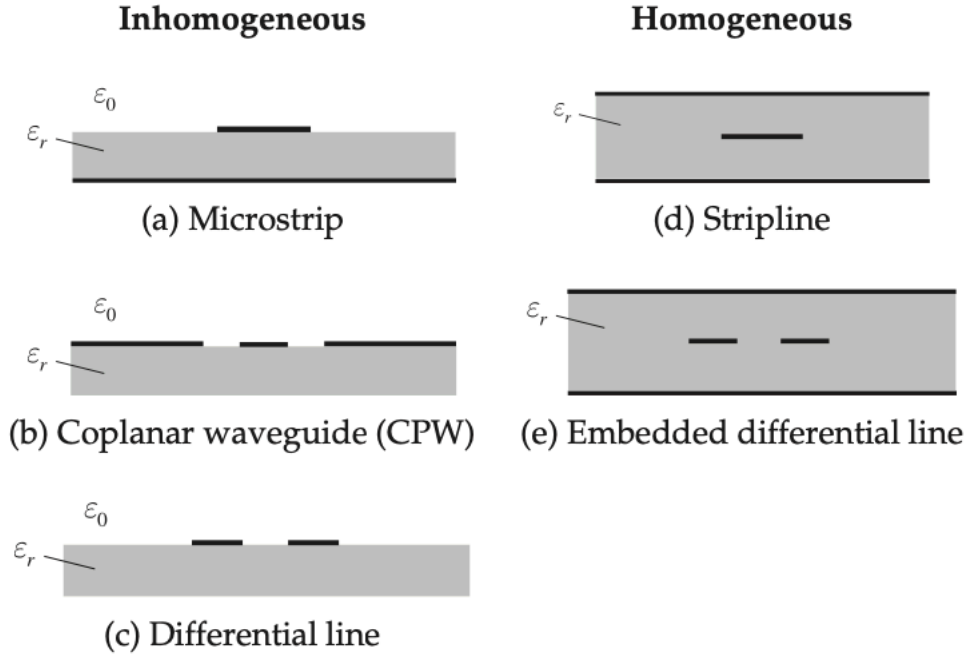 Inhomogeneous
Homogeneous
ε₀
εᵣ
(a) Microstrip
εᵣ
(d) Stripline
ε₀
εᵣ
(b) Coplanar waveguide (CPW)
εᵣ
(e) Embedded differential line
ε₀
εᵣ
(c) Differential line